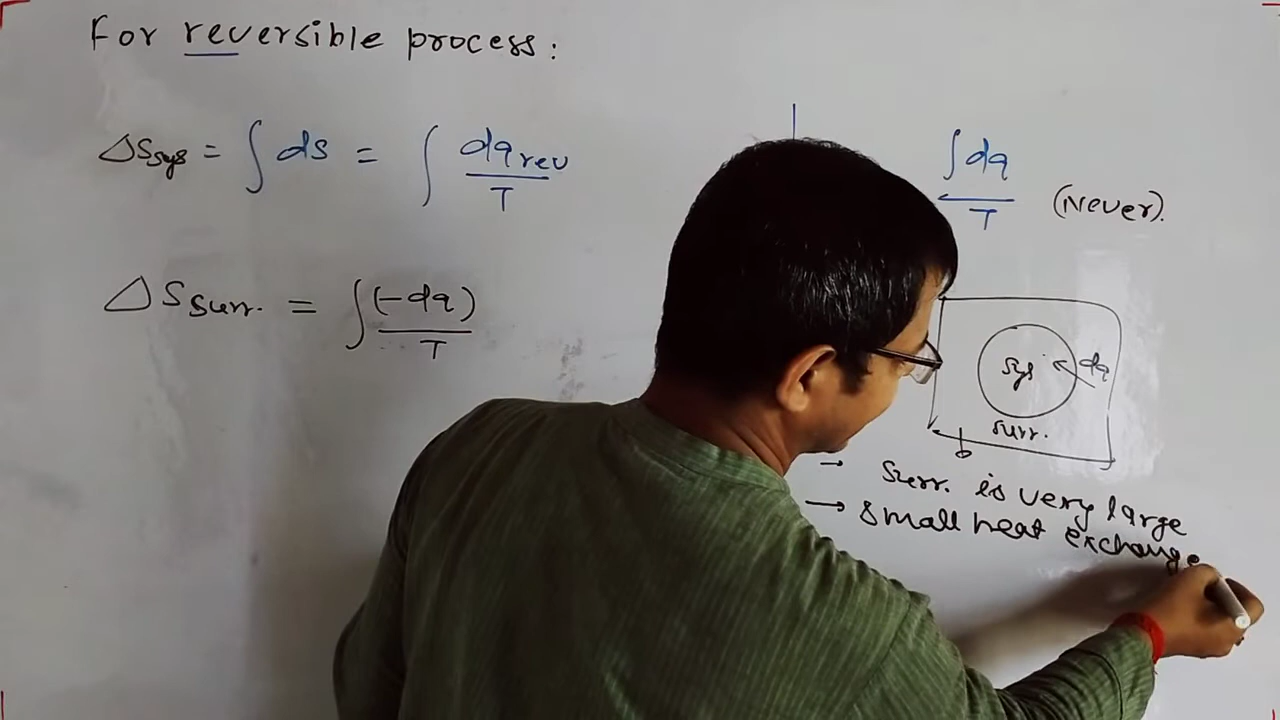 For reversible process:
ΔSsys = ∫ ds = ∫ dqrev / T
∫dq / T (Never).
ΔSsurr. = ∫(-dq) / T
sys dq
surr.
→ Surr. is very large
→ small heat exchange